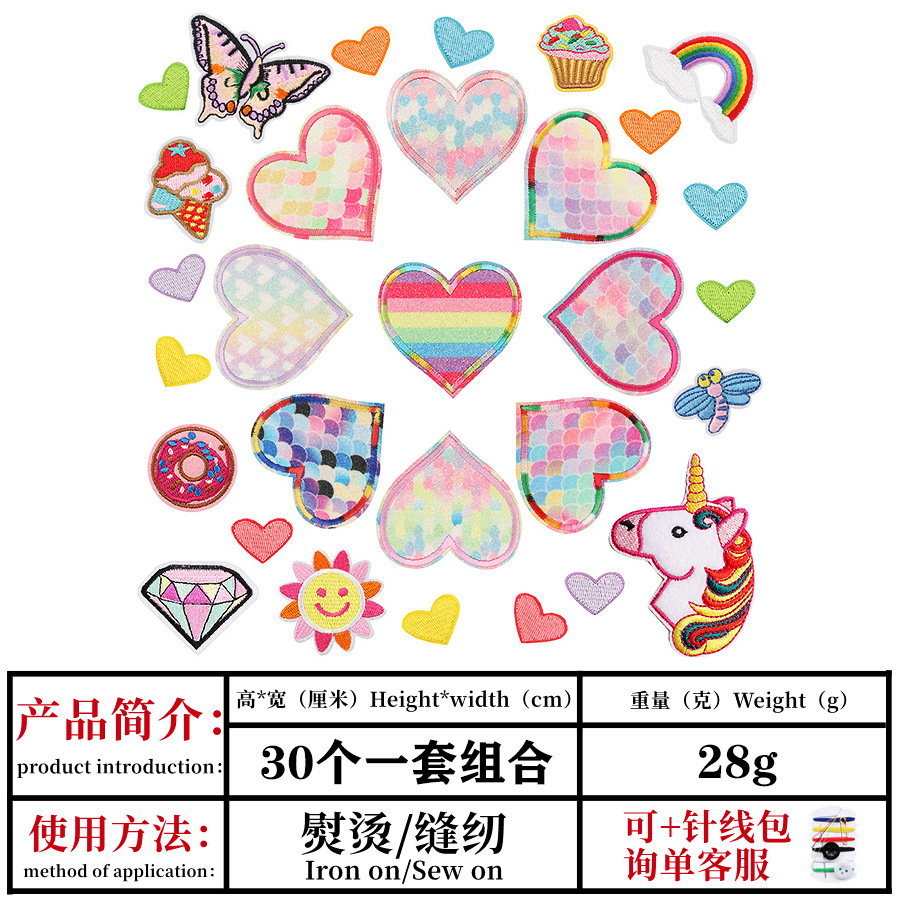 产品简介：
product introduction：
高*宽（厘米）Height*width（cm）
重量（克）Weight（g）
30个一套组合
28g
使用方法：
method of application：
熨烫/缝纫
Iron on/Sew on
可+针线包
询单客服